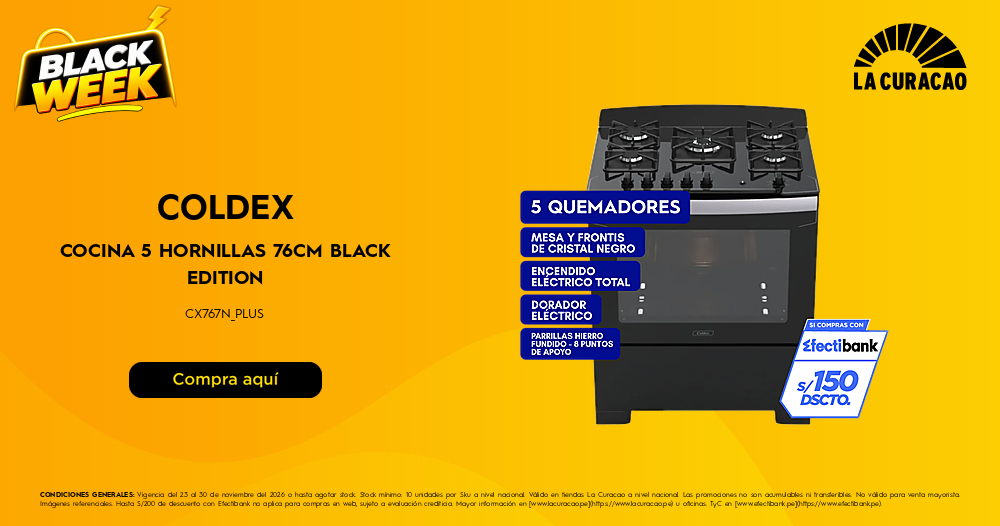 BLACK
WEEK
LA CURACAO
COLDEX
COCINA 5 HORNILLAS 76CM BLACK
EDITION
CX767N_PLUS
Compra aquí
5 QUEMADORES
MESA Y FRONTIS
DE CRISTAL NEGRO
ENCENDIDO
ELÉCTRICO TOTAL
DORADOR
ELÉCTRICO
PARRILLAS HIERRO
FUNDIDO - 8 PUNTOS
DE APOYO
SI COMPRAS CON
Efectibank
S/150
DSCTO.
CONDICIONES GENERALES: Vigencia del 23 al 30 de noviembre del 2026 o hasta agotar stock. Stock mínimo: 10 unidades por Sku a nivel nacional. Válido en tiendas La Curacao a nivel nacional. Las promociones no son acumulables ni transferibles. No válido para venta mayorista.
Imágenes referenciales. Hasta S/200 de descuento con Efectibank no aplica para compras en web, sujeto a evaluación crediticia. Mayor información en [www.lacuracao.pe](https://www.lacuracao.pe) u oficinas. TyC en [www.efectibank.pe](https://www.efectibank.pe).